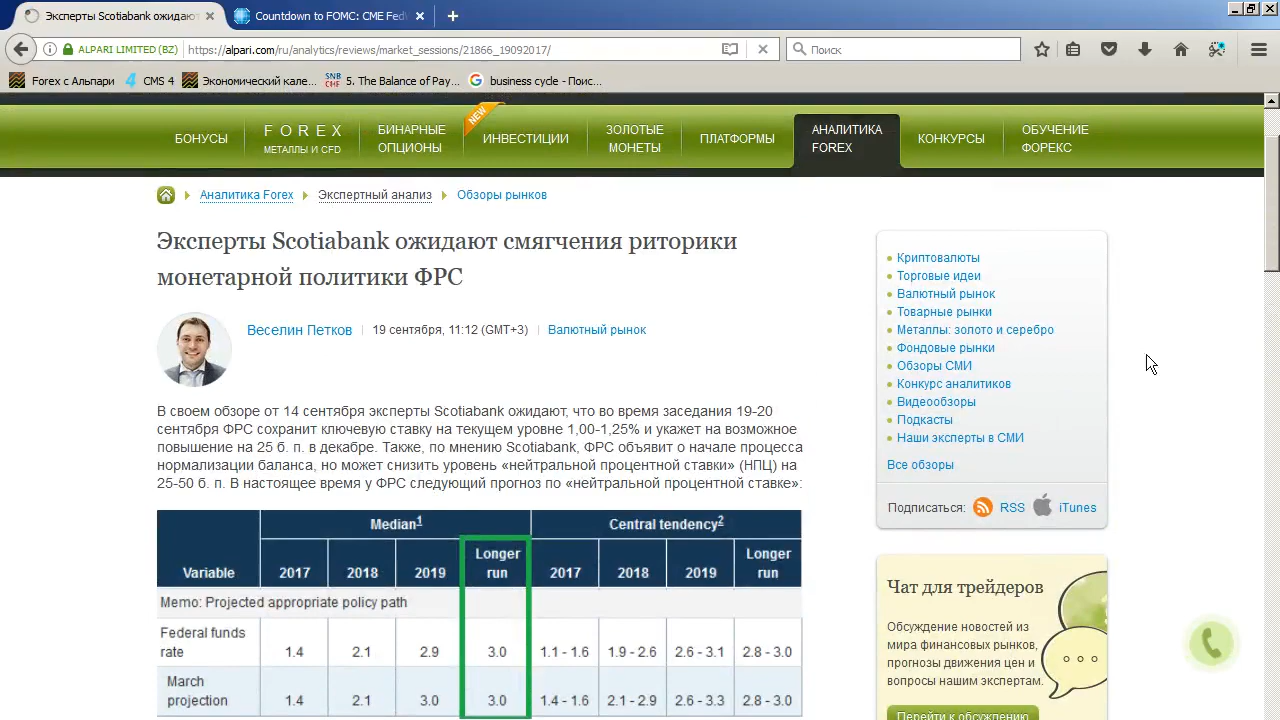 Эксперты Scotiabank ожидают
Countdown to FOMC: CME Fed
ALPARI LIMITED (BZ)
https://alpari.com/ru/analytics/reviews/market_sessions/21866_19092017/
Поиск
Forex с Альпари
CMS 4
Экономический кале...
SNB
5. The Balance of Pay...
business cycle - Поис...
БОНУСЫ
FOREX
МЕТАЛЛЫ И CFD
БИНАРНЫЕ
ОПЦИОНЫ
NEW
ИНВЕСТИЦИИ
ЗОЛОТЫЕ
МОНЕТЫ
ПЛАТФОРМЫ
АНАЛИТИКА
FOREX
КОНКУРСЫ
ОБУЧЕНИЕ
ФОРЕКС
Аналитика Forex
Экспертный анализ
Обзоры рынков
Эксперты Scotiabank ожидают смягчения риторики
монетарной политики ФРС
Веселин Петков
19 сентября, 11:12 (GMT+3)
Валютный рынок
В своем обзоре от 14 сентября эксперты Scotiabank ожидают, что во время заседания 19-20
сентября ФРС сохранит ключевую ставку на текущем уровне 1,00-1,25% и укажет на возможное
повышение на 25 б. п. в декабре. Также, по мнению Scotiabank, ФРС объявит о начале процесса
нормализации баланса, но может снизить уровень «нейтральной процентной ставки» (НПЦ) на
25-50 б. п. В настоящее время у ФРС следующий прогноз по «нейтральной процентной ставке»:
Median1 Central tendency2
Variable 2017 2018 2019 Longer run 2017 2018 2019 Longer run
Memo: Projected appropriate policy path
Federal funds rate 1.4 2.1 2.9 3.0 1.1 - 1.6 1.9 - 2.6 2.6 - 3.1 2.8 - 3.0
March projection 1.4 2.1 3.0 3.0 1.4 - 1.6 2.1 - 2.9 2.6 - 3.3 2.8 - 3.0
Криптовалюты
Торговые идеи
Валютный рынок
Товарные рынки
Металлы: золото и серебро
Фондовые рынки
Обзоры СМИ
Конкурс аналитиков
Видеообзоры
Подкасты
Наши эксперты в СМИ
Все обзоры
Подписаться: RSS iTunes
Чат для трейдеров
Обсуждение новостей из
мира финансовых рынков,
прогнозы движения цен и
вопросы нашим экспертам.
Перейти к обсуждению